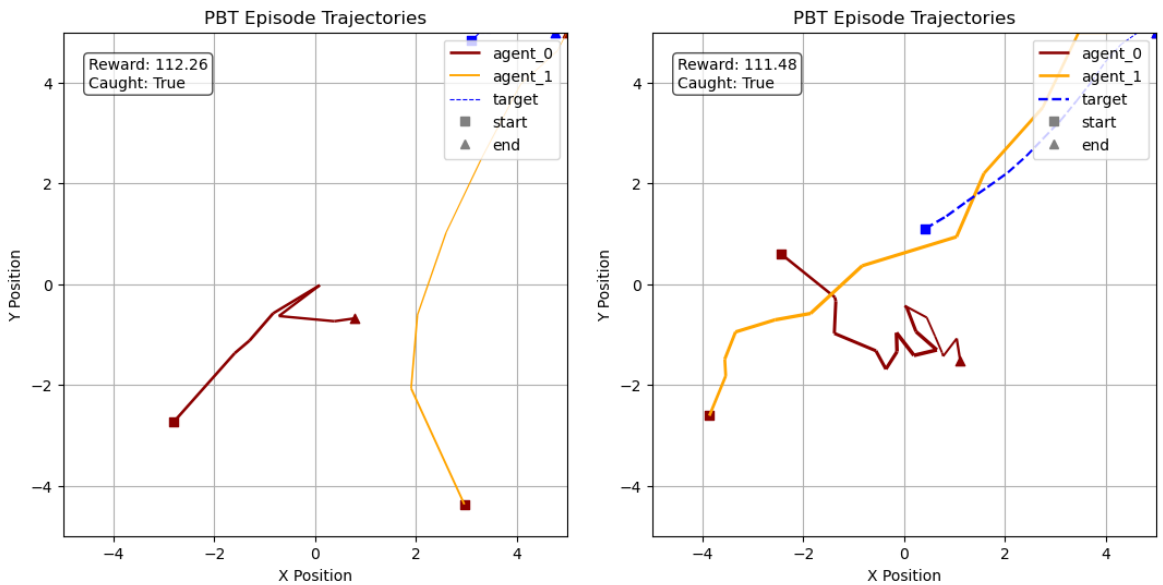 PBT Episode Trajectories
Reward: 112.26
Caught: True
agent_0
agent_1
target
start
end
4
2
0
−2
−4
Y Position
−4
−2
0
2
4
X Position
PBT Episode Trajectories
Reward: 111.48
Caught: True
agent_0
agent_1
target
start
end
4
2
0
−2
−4
Y Position
−4
−2
0
2
4
X Position